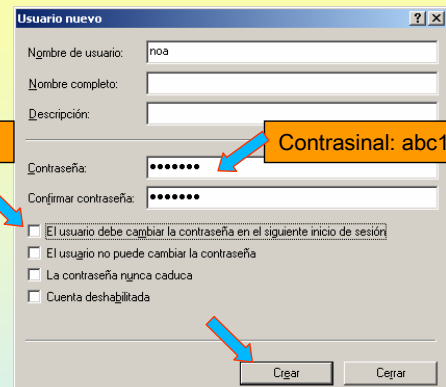 Usuario nuevo
Nombre de usuario: noa
Nombre completo:
Descripción:
Contrasinal: abc1
Contraseña: •••••••
Confirmar contraseña: •••••••
El usuario debe cambiar la contraseña en el siguiente inicio de sesión
El usuario no puede cambiar la contraseña
La contraseña nunca caduca
Cuenta deshabilitada
Crear Cerrar